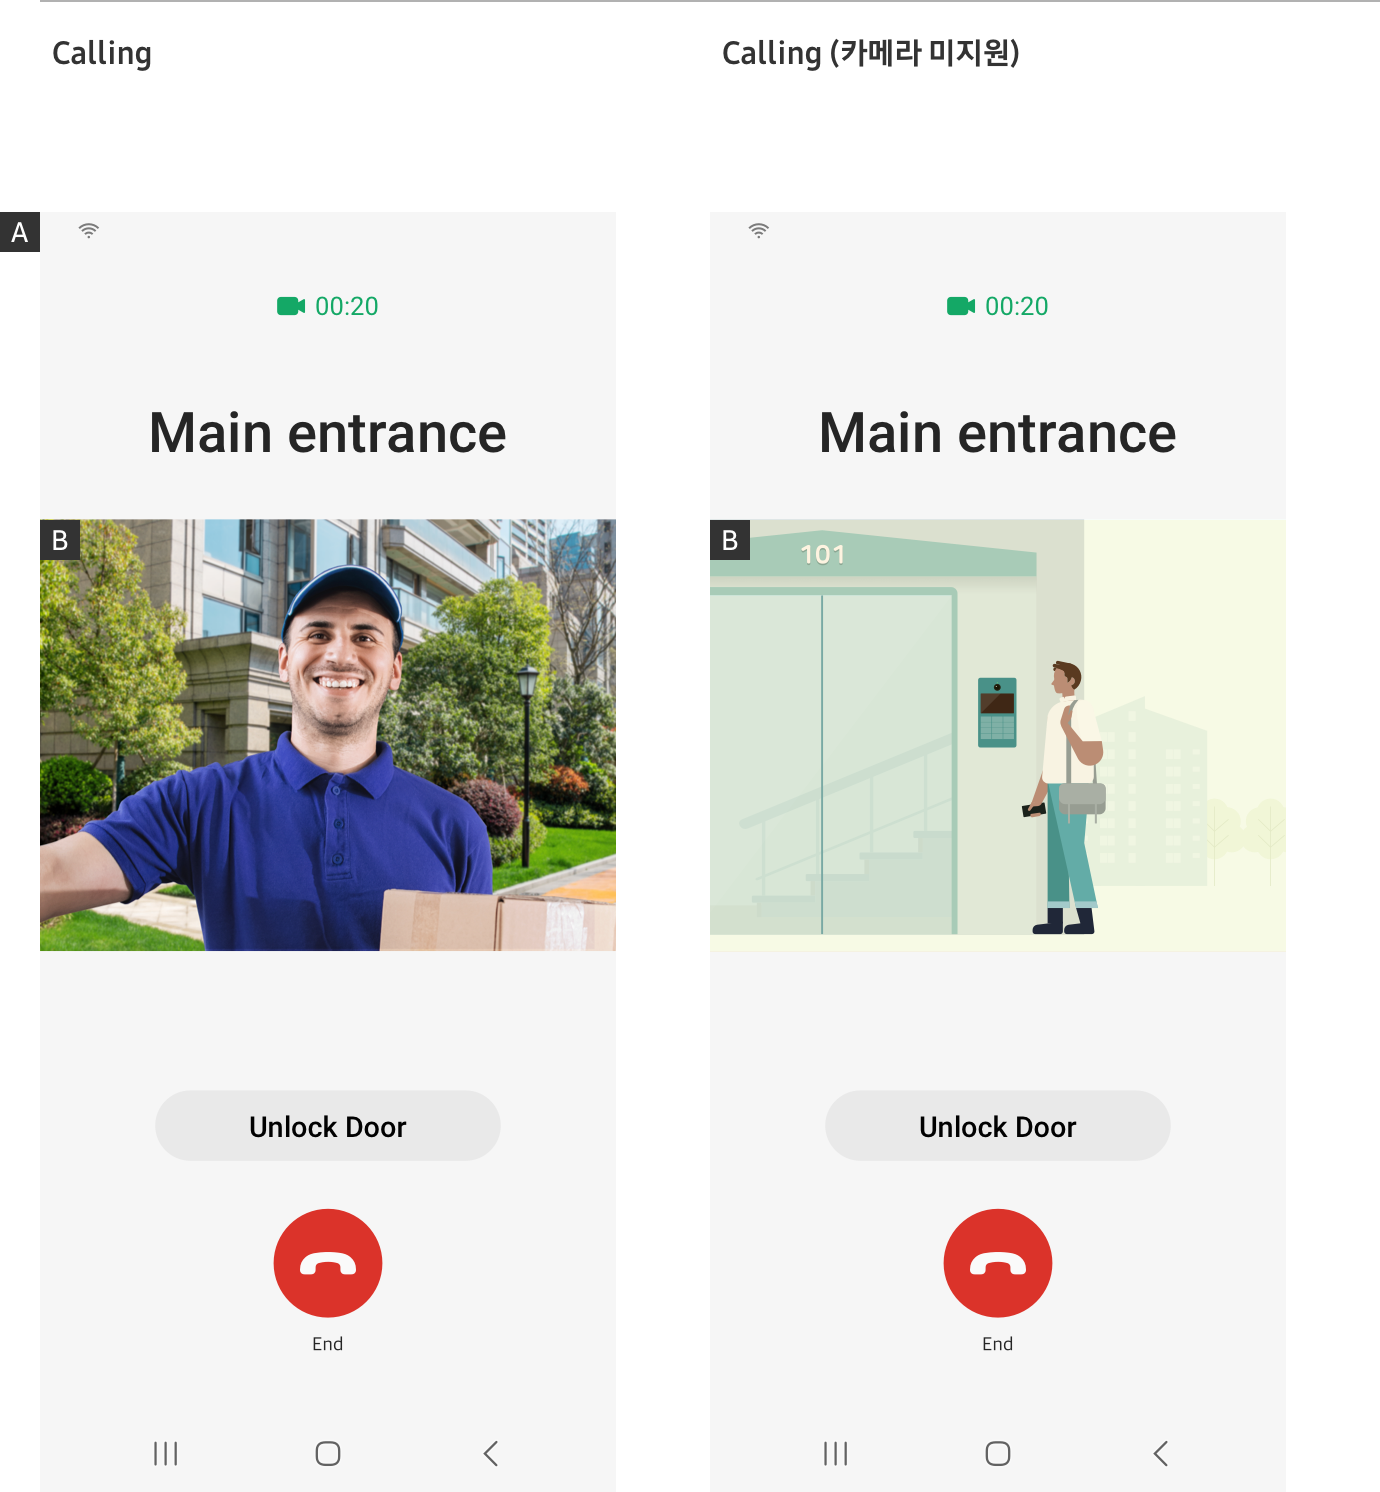 Calling
Calling (카메라 미지원)
A
00:20
Main entrance
B
Unlock Door
End
00:20
Main entrance
B
101
Unlock Door
End